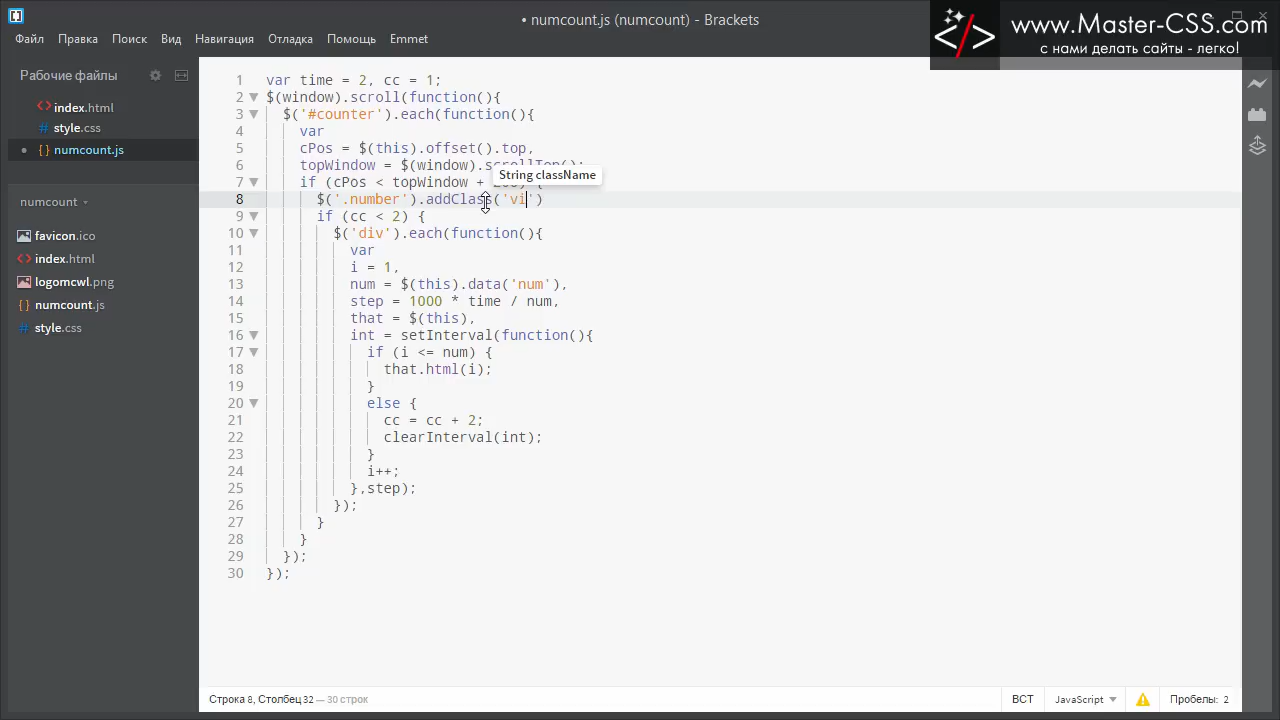 • numcount.js (numcount) - Brackets
www.Master-CSS.com
с нами делать сайты - легко!
Файл Правка Поиск Вид Навигация Отладка Помощь Emmet
Рабочие файлы
index.html
style.css
numcount.js
numcount
favicon.ico
index.html
logomcwl.png
numcount.js
style.css
1 var time = 2, cc = 1;
2 $(window).scroll(function(){
3 $('#counter').each(function(){
4 var
5 cPos = $(this).offset().top,
6 topWindow = $(window).scrollTop();
String className
7 if (cPos < topWindow + 200) {
8 $('.number').addClass('vi')
9 if (cc < 2) {
10 $('div').each(function(){
11 var
12 i = 1,
13 num = $(this).data('num'),
14 step = 1000 * time / num,
15 that = $(this),
16 int = setInterval(function(){
17 if (i <= num) {
18 that.html(i);
19 }
20 else {
21 cc = cc + 2;
22 clearInterval(int);
23 }
24 i++;
25 },step);
26 });
27 }
28 }
29 });
30 });
Строка 8, Столбец 32 — 30 строк
ВСТ JavaScript Пробелы: 2